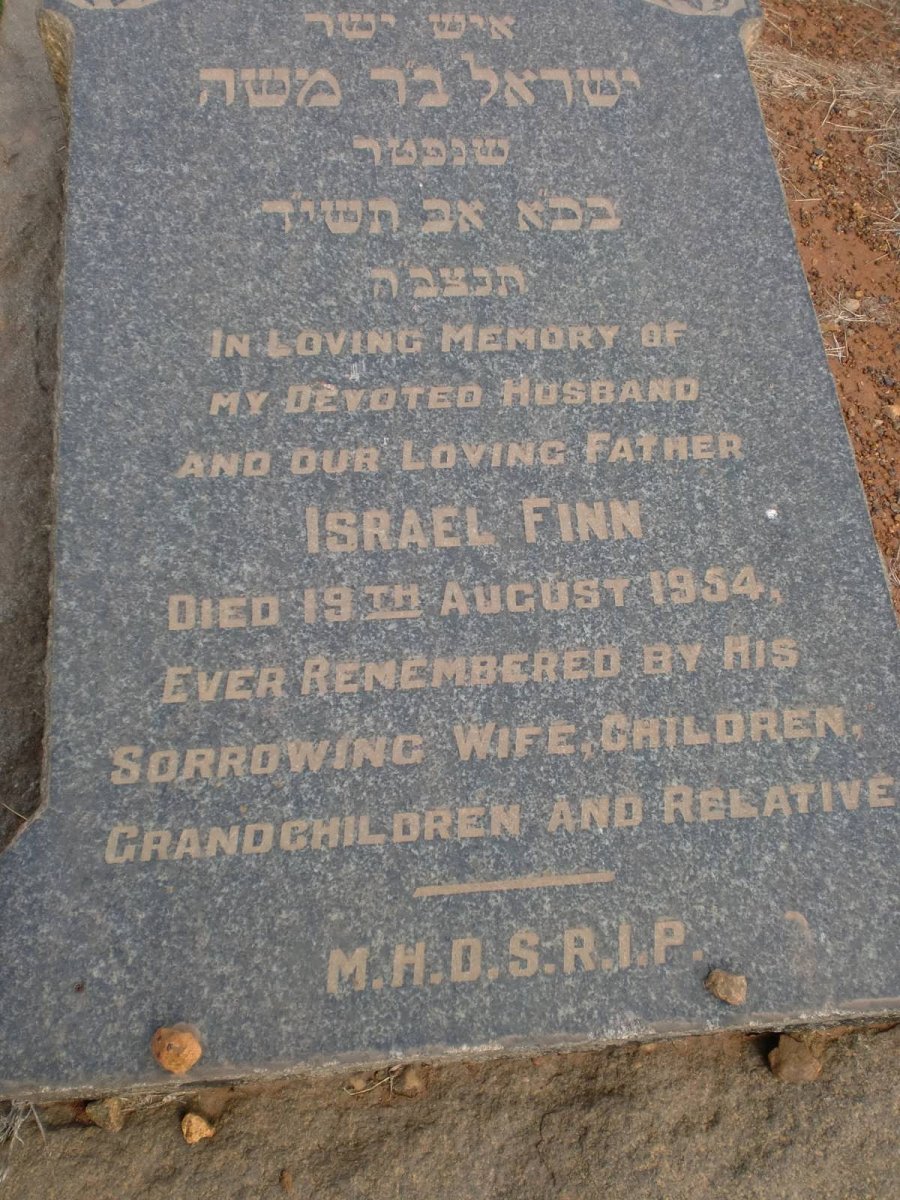 איש ישר
ישראל ב״ר משה
שנפטר
בכ״א אב תשי״ד
תנצב״ה
IN LOVING MEMORY OF
MY DEVOTED HUSBAND
AND OUR LOVING FATHER
ISRAEL FINN
DIED 19TH AUGUST 1954,
EVER REMEMBERED BY HIS
SORROWING WIFE, CHILDREN,
GRANDCHILDREN AND RELATIVE
M.H.D.S.R.I.P.